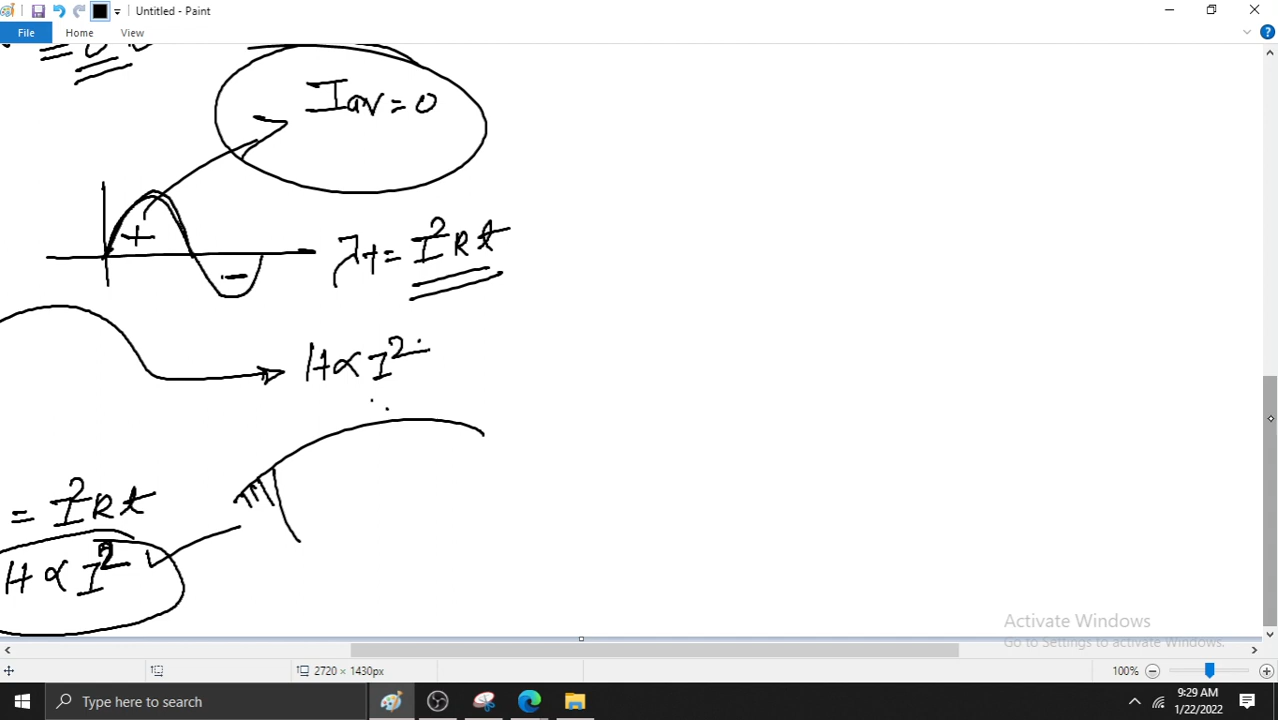 Untitled - Paint
File Home View
Iav = 0
+
-
H = I²Rt
H ∝ I²
= I²Rt
H ∝ I²
Activate Windows
Go to Settings to activate Windows.
2720 × 1430px
100%
Type here to search
9:29 AM
1/22/2022